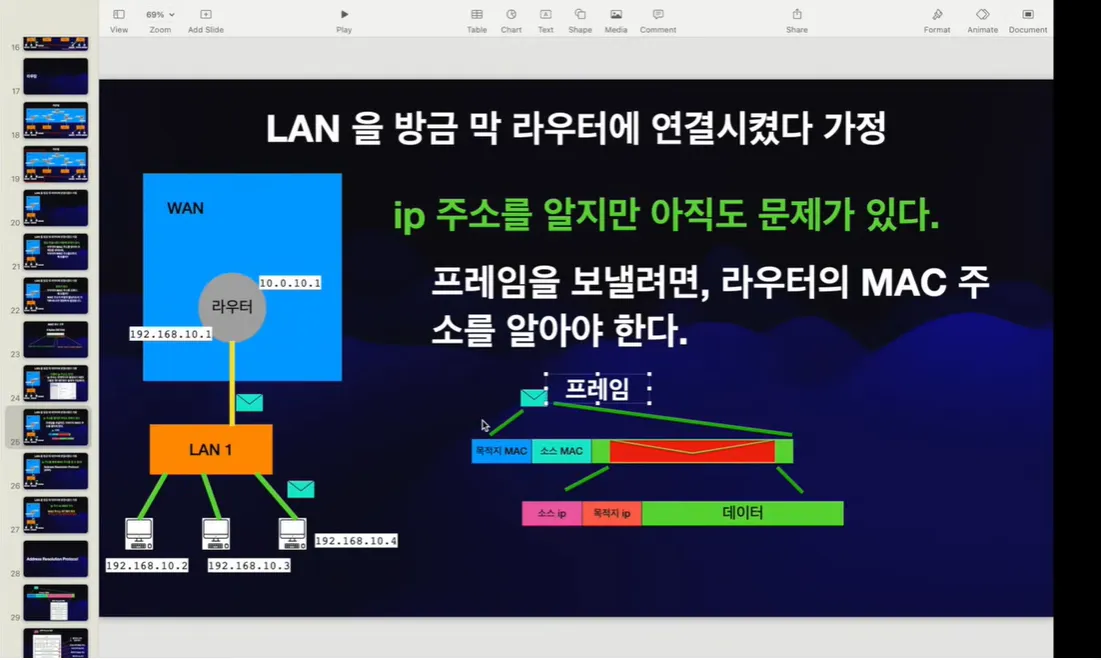 69%
View
Zoom
Add Slide
Play
Table
Chart
Text
Shape
Media
Comment
Share
Format
Animate
Document
16
17
18
19
20
21
22
23
24
25
26
27
28
29
Address Resolution Protocol
LAN 을 방금 막 라우터에 연결시켰다 가정
WAN
10.0.10.1
라우터
192.168.10.1
LAN 1
192.168.10.4
192.168.10.2
192.168.10.3
ip 주소를 알지만 아직도 문제가 있다.
프레임을 보낼려면, 라우터의 MAC 주
소를 알아야 한다.
프레임
목적지 MAC
소스 MAC
소스 ip
목적지 ip
데이터